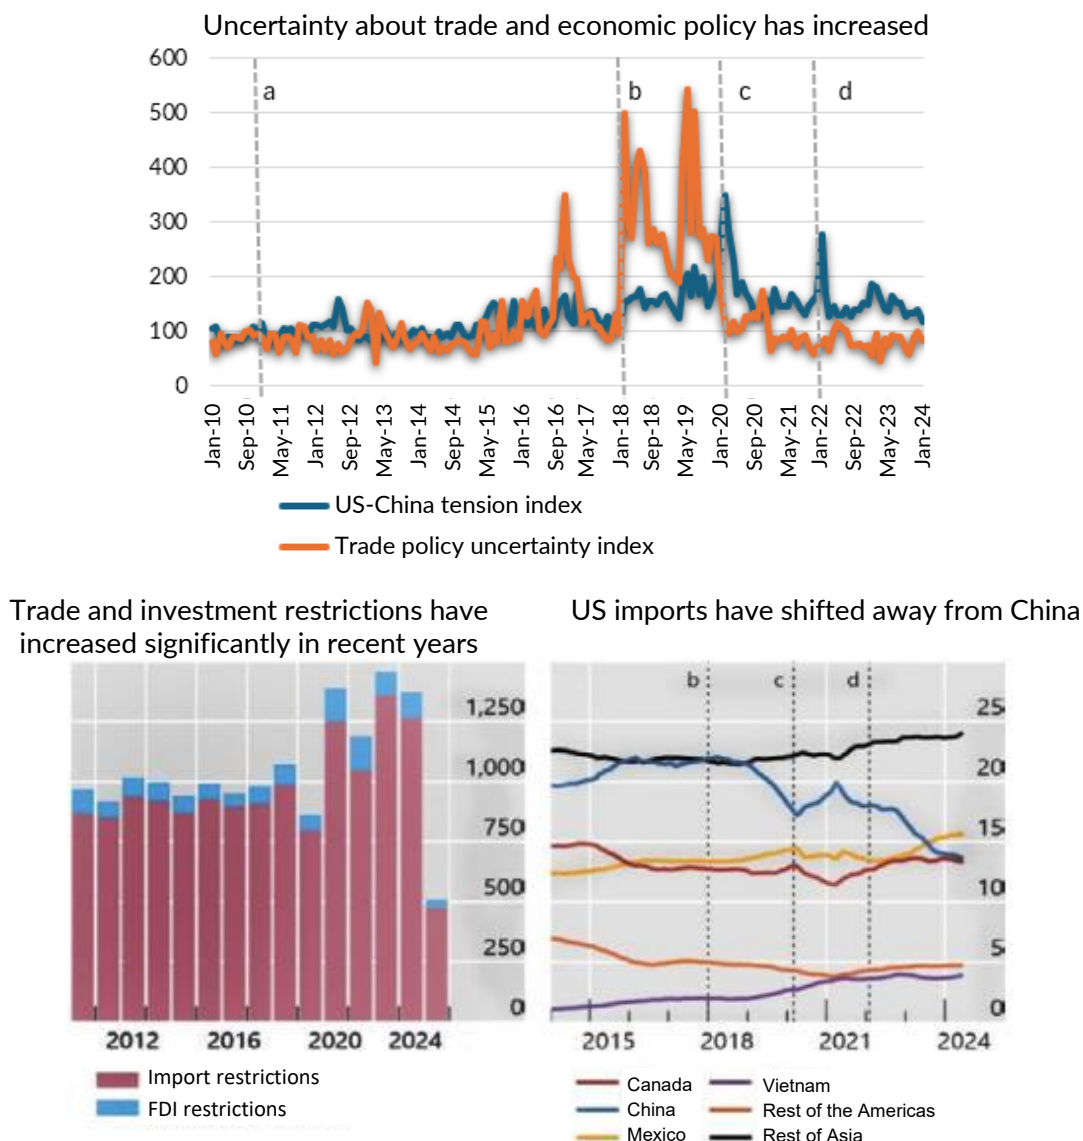 Uncertainty about trade and economic policy has increased
600
500
400
300
200
100
0
a
b
c
d
Jan-10
Sep-10
May-11
Jan-12
Sep-12
May-13
Jan-14
Sep-14
May-15
Jan-16
Sep-16
May-17
Jan-18
Sep-18
May-19
Jan-20
Sep-20
May-21
Jan-22
Sep-22
May-23
Jan-24
US-China tension index
Trade policy uncertainty index
Trade and investment restrictions have
increased significantly in recent years
1,250
1,000
750
500
250
0
2012
2016
2020
2024
Import restrictions
FDI restrictions
US imports have shifted away from China
b
c
d
25
20
15
10
5
0
2015
2018
2021
2024
Canada
China
Mexico
Vietnam
Rest of the Americas
Rest of Asia